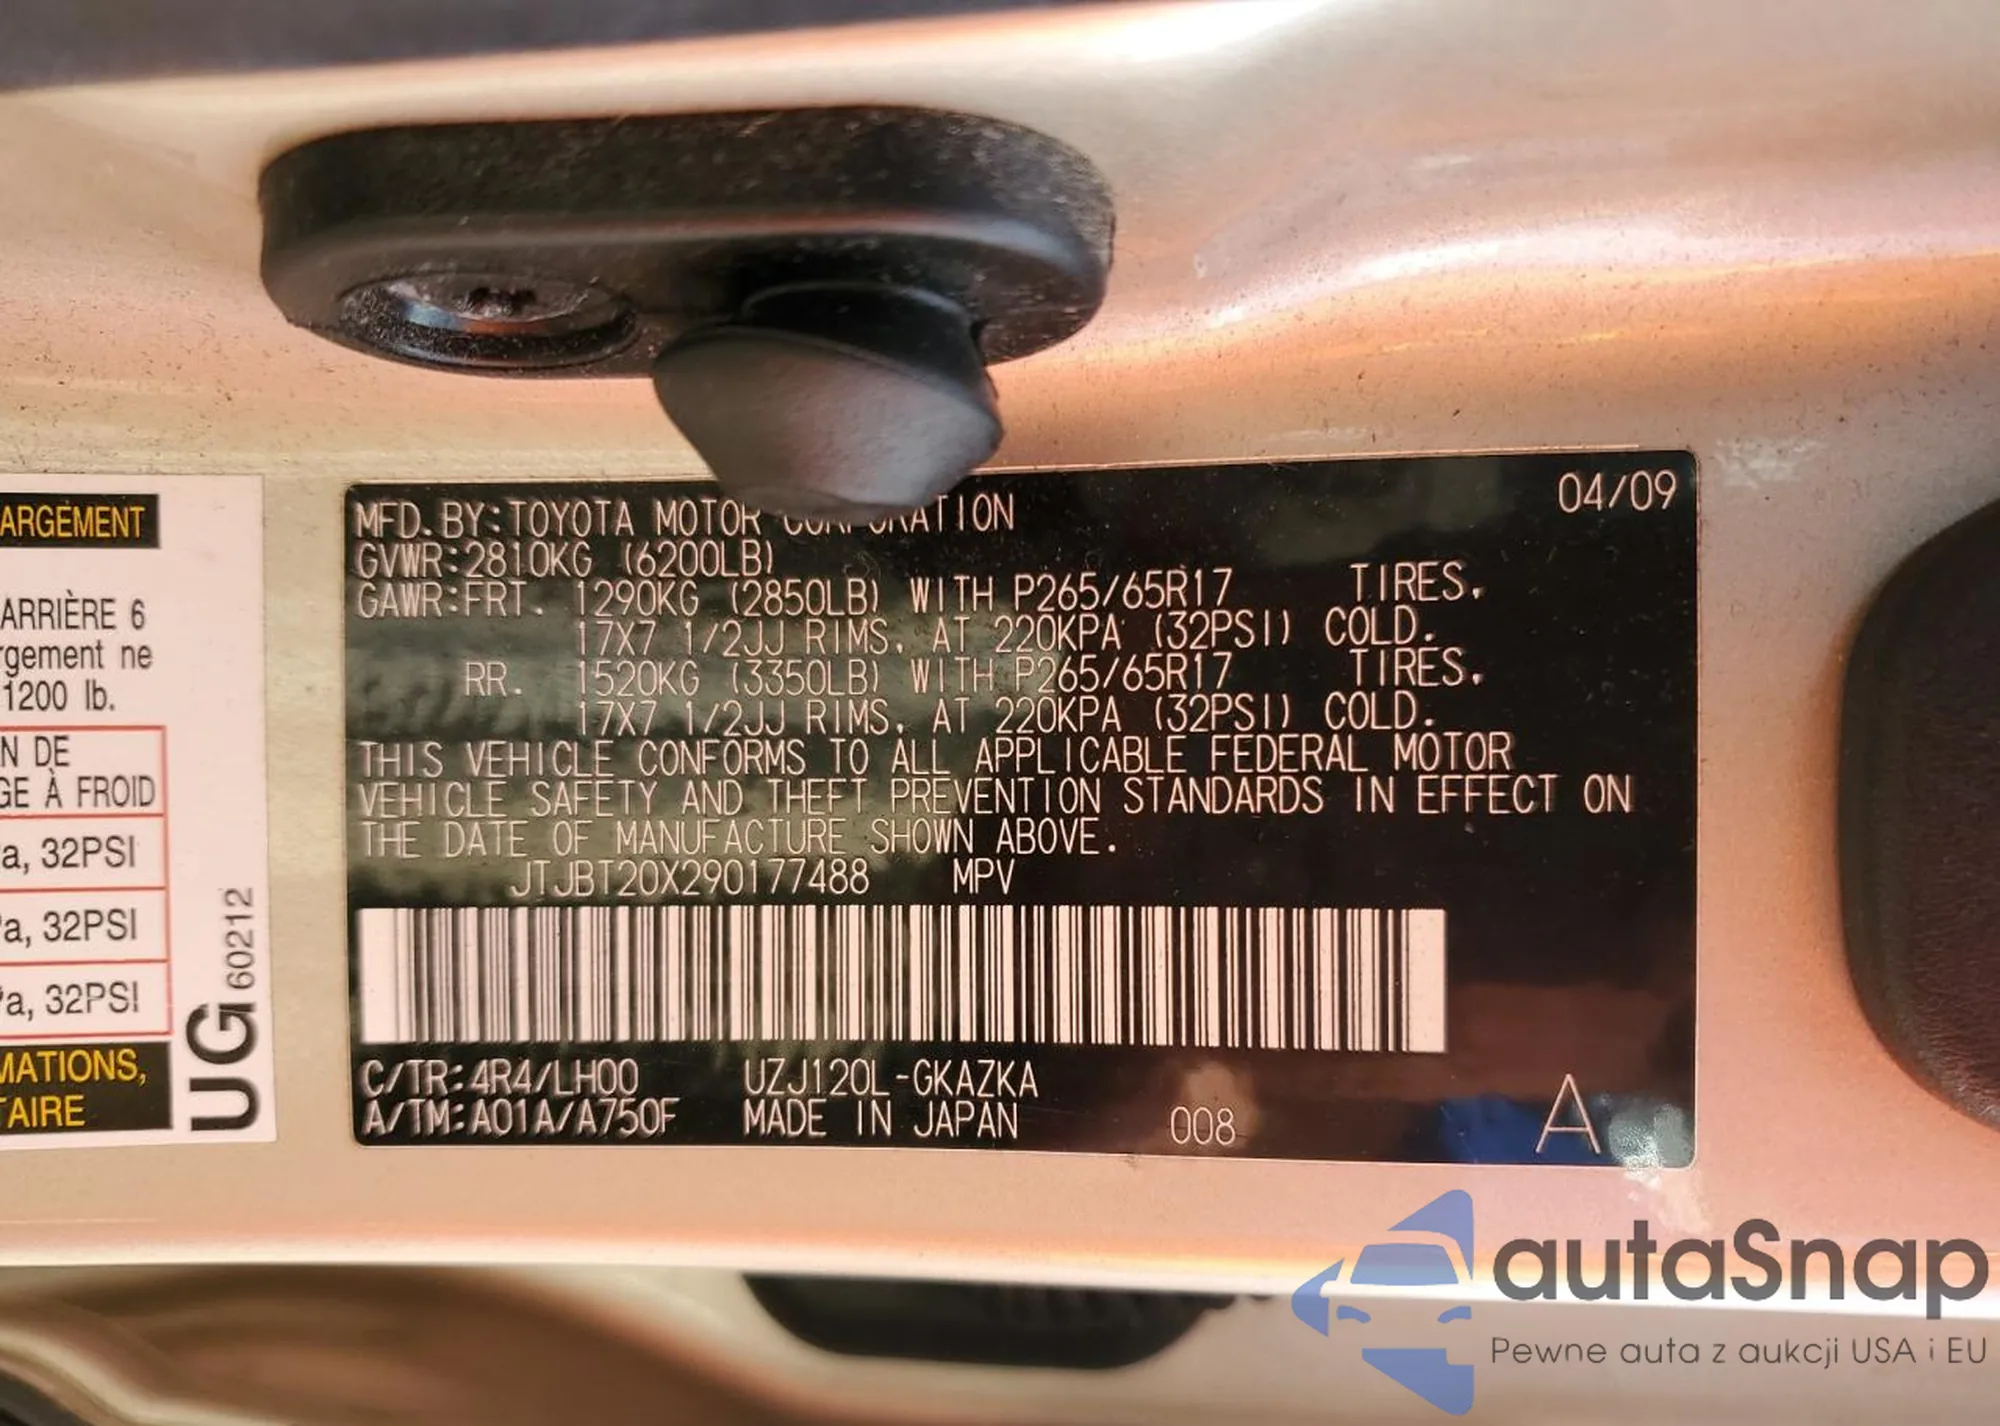 ARGEMENT
ARRIÈRE 6
rgement ne
1200 lb.
N DE
GE À FROID
a, 32PSI
Pa, 32PSI
Pa, 32PSI
MATIONS,
TAIRE
UG 60212
04/09
MFD. BY: TOYOTA MOTOR CORPORATION
GVWR: 2810KG (6200LB)
GAWR: FRT. 1290KG (2850LB) WITH P265/65R17 TIRES.
17X7 1/2JJ RIMS, AT 220KPA (32PSI) COLD.
RR. 1520KG (3350LB) WITH P265/65R17 TIRES.
17X7 1/2JJ RIMS, AT 220KPA (32PSI) COLD.
THIS VEHICLE CONFORMS TO ALL APPLICABLE FEDERAL MOTOR
VEHICLE SAFETY AND THEFT PREVENTION STANDARDS IN EFFECT ON
THE DATE OF MANUFACTURE SHOWN ABOVE.
JTJBT20X290177488 MPV
C/TR: 4R4/LH00 UZJ120L-GKAZKA
A/TM: A01A/A750F MADE IN JAPAN 008 A
autaSnap
Pewne auta z aukcji USA i EU